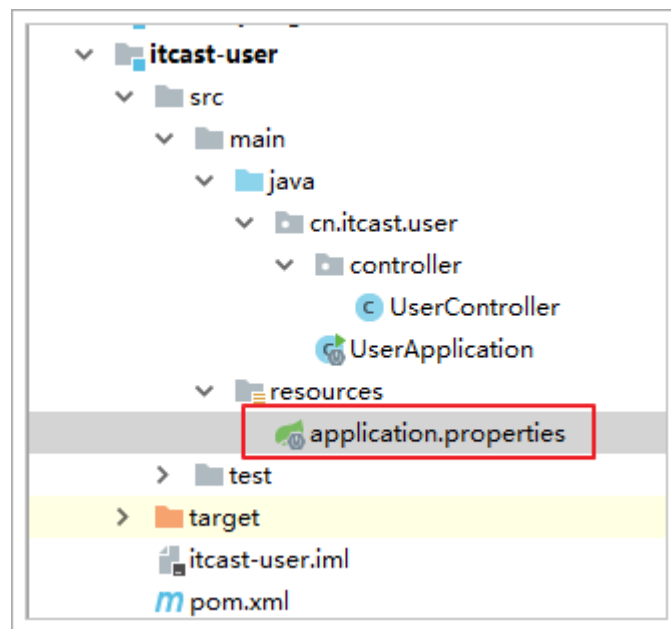 itcast-user
src
main
java
cn.itcast.user
controller
UserController
UserApplication
resources
application.properties
test
target
itcast-user.iml
pom.xml